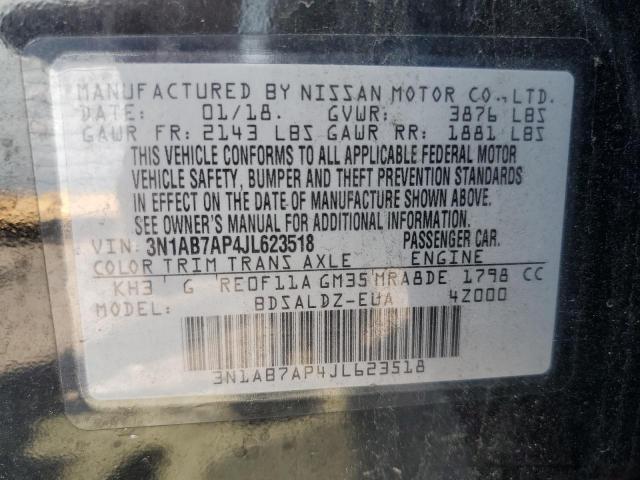 MANUFACTURED BY NISSAN MOTOR CO., LTD.
DATE: 01/18. GVWR: 3876 LBS
GAWR FR: 2143 LBS GAWR RR: 1881 LBS
THIS VEHICLE CONFORMS TO ALL APPLICABLE FEDERAL MOTOR
VEHICLE SAFETY, BUMPER AND THEFT PREVENTION STANDARDS
IN EFFECT ON THE DATE OF MANUFACTURE SHOWN ABOVE.
SEE OWNER'S MANUAL FOR ADDITIONAL INFORMATION.
VIN: 3N1AB7AP4JL623518 PASSENGER CAR.
COLOR TRIM TRANS AXLE ENGINE
KH3 G RE0F11A GM35 MRA8DE 1798 CC
MODEL: BDSALDZ-EUA 4Z000
3N1AB7AP4JL623518